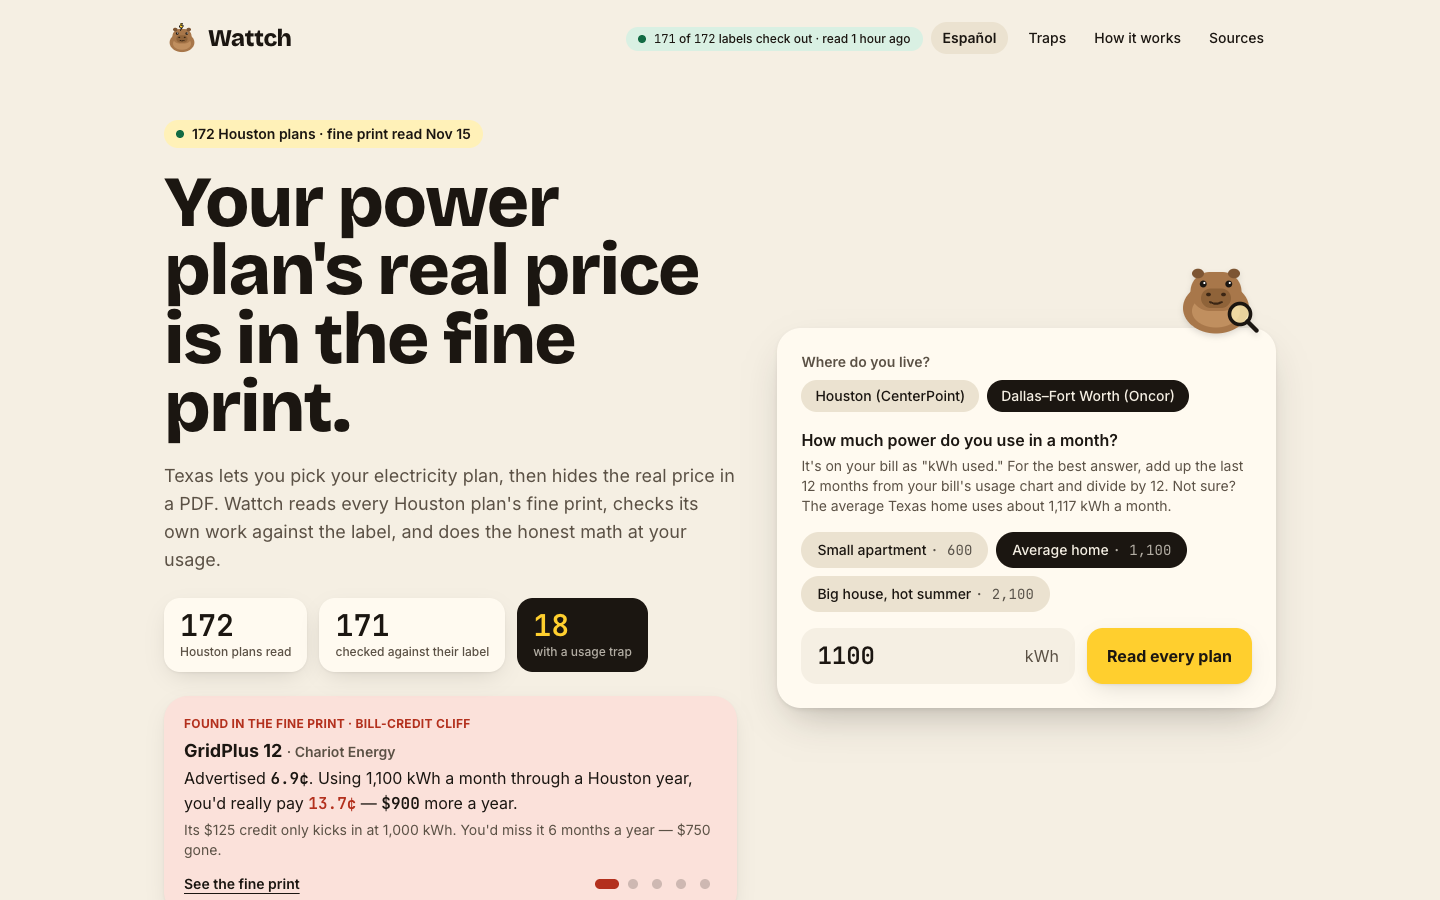 Wattch
171 of 172 labels check out · read 1 hour ago
Español
Traps
How it works
Sources
172 Houston plans · fine print read Nov 15
Your power
plan's real price
is in the fine
print.
Texas lets you pick your electricity plan, then hides the real price in
a PDF. Wattch reads every Houston plan's fine print, checks its
own work against the label, and does the honest math at your
usage.
172
Houston plans read
171
checked against their label
18
with a usage trap
FOUND IN THE FINE PRINT · BILL-CREDIT CLIFF
GridPlus 12 · Chariot Energy
Advertised 6.9¢. Using 1,100 kWh a month through a Houston year,
you'd really pay 13.7¢ — $900 more a year.
Its $125 credit only kicks in at 1,000 kWh. You'd miss it 6 months a year — $750
gone.
See the fine print
Where do you live?
Houston (CenterPoint)
Dallas–Fort Worth (Oncor)
How much power do you use in a month?
It's on your bill as "kWh used." For the best answer, add up the last
12 months from your bill's usage chart and divide by 12. Not sure?
The average Texas home uses about 1,117 kWh a month.
Small apartment · 600
Average home · 1,100
Big house, hot summer · 2,100
1100 kWh
Read every plan